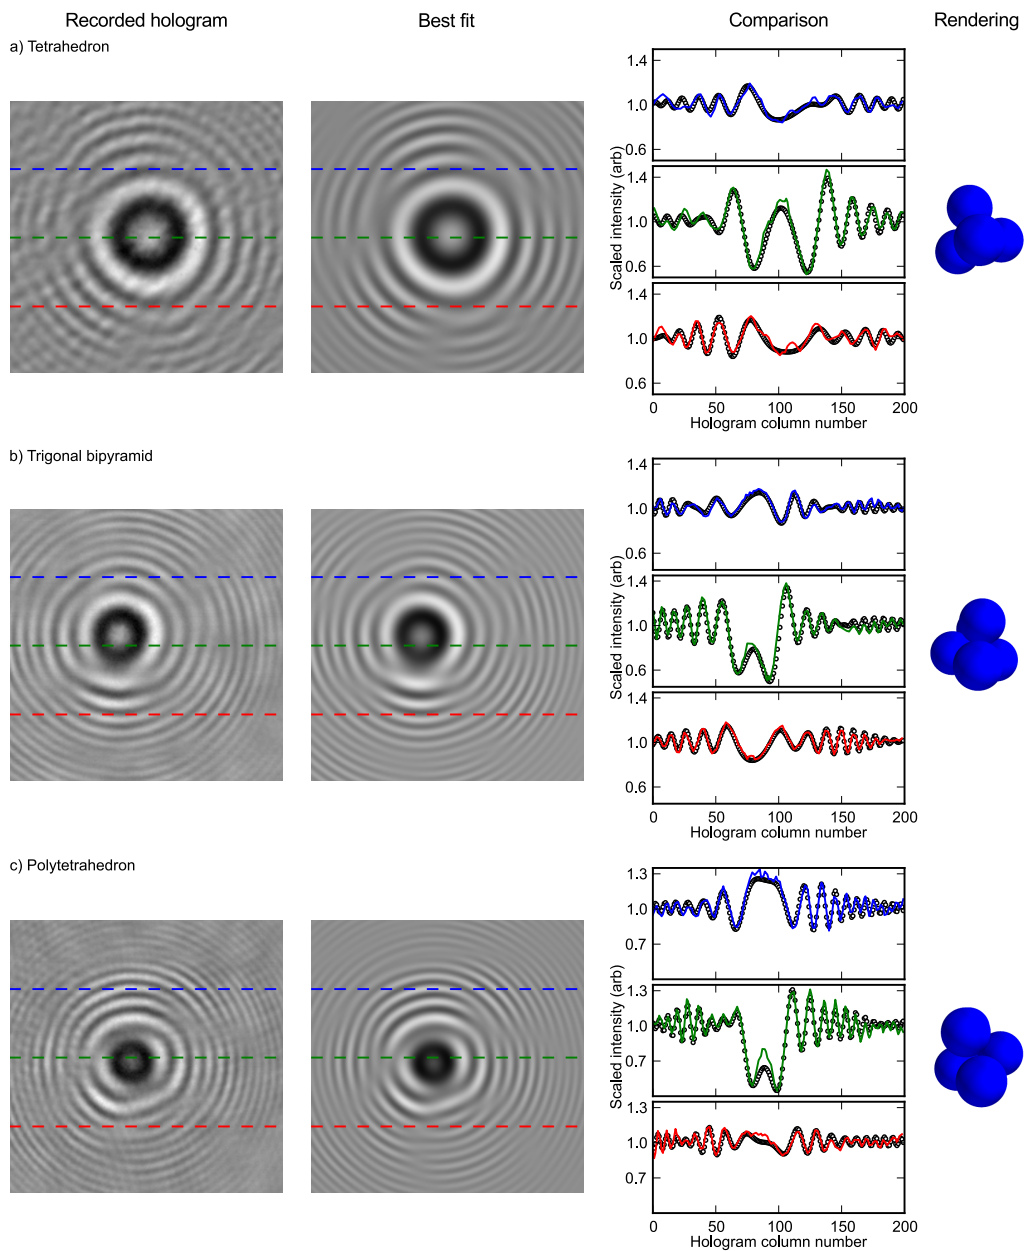 Recorded hologram Best fit Comparison Rendering
a) Tetrahedron
1.4
1.0
0.6
1.4
1.0
0.6
1.4
1.0
0.6
Scaled intensity (arb)
0 50 100 150 200
Hologram column number
b) Trigonal bipyramid
1.4
1.0
0.6
1.4
1.0
0.6
1.4
1.0
0.6
Scaled intensity (arb)
0 50 100 150 200
Hologram column number
c) Polytetrahedron
1.3
1.0
0.7
1.3
1.0
0.7
1.3
1.0
0.7
Scaled intensity (arb)
0 50 100 150 200
Hologram column number